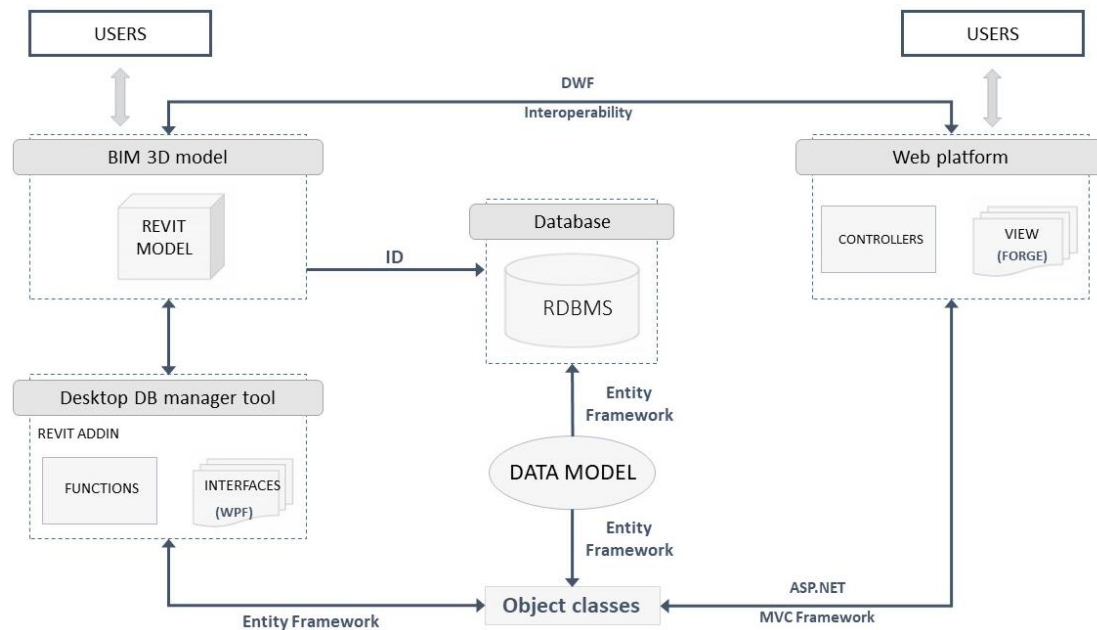 USERS
USERS
DWF
Interoperability
BIM 3D model
Web platform
REVIT
MODEL
Database
CONTROLLERS
VIEW
(FORGE)
ID
RDBMS
Desktop DB manager tool
Entity
Framework
REVIT ADDIN
FUNCTIONS
INTERFACES
(WPF)
DATA MODEL
Entity
Framework
Object classes
Entity Framework
ASP.NET
MVC Framework